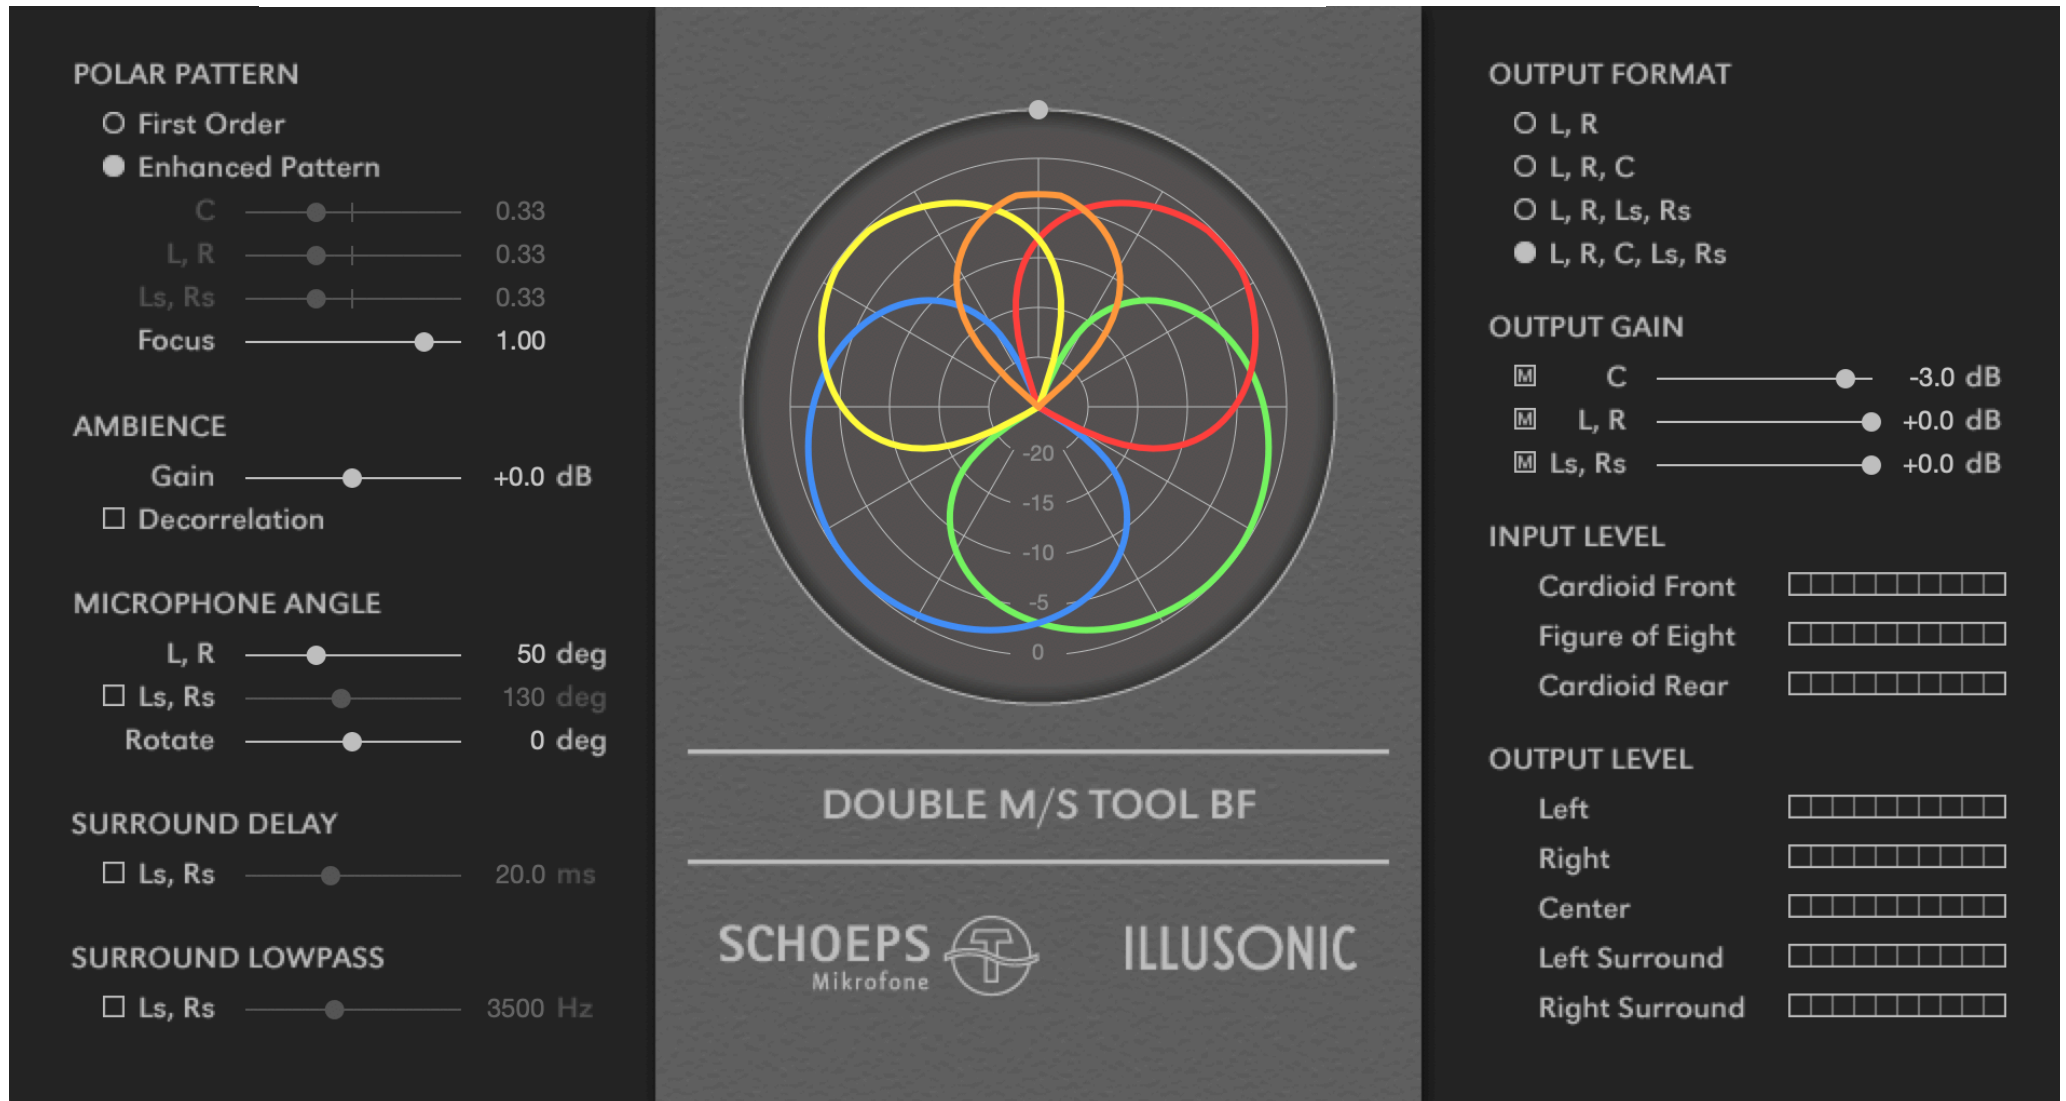 POLAR PATTERN
First Order
Enhanced Pattern
C 0.33
L, R 0.33
Ls, Rs 0.33
Focus 1.00
AMBIENCE
Gain +0.0 dB
Decorrelation
MICROPHONE ANGLE
L, R 50 deg
Ls, Rs 130 deg
Rotate 0 deg
SURROUND DELAY
Ls, Rs 20.0 ms
SURROUND LOWPASS
Ls, Rs 3500 Hz
-20
-15
-10
-5
0
DOUBLE M/S TOOL BF
SCHOEPS
Mikrofone
ILLUSONIC
OUTPUT FORMAT
L, R
L, R, C
L, R, Ls, Rs
L, R, C, Ls, Rs
OUTPUT GAIN
M C -3.0 dB
M L, R +0.0 dB
M Ls, Rs +0.0 dB
INPUT LEVEL
Cardioid Front
Figure of Eight
Cardioid Rear
OUTPUT LEVEL
Left
Right
Center
Left Surround
Right Surround